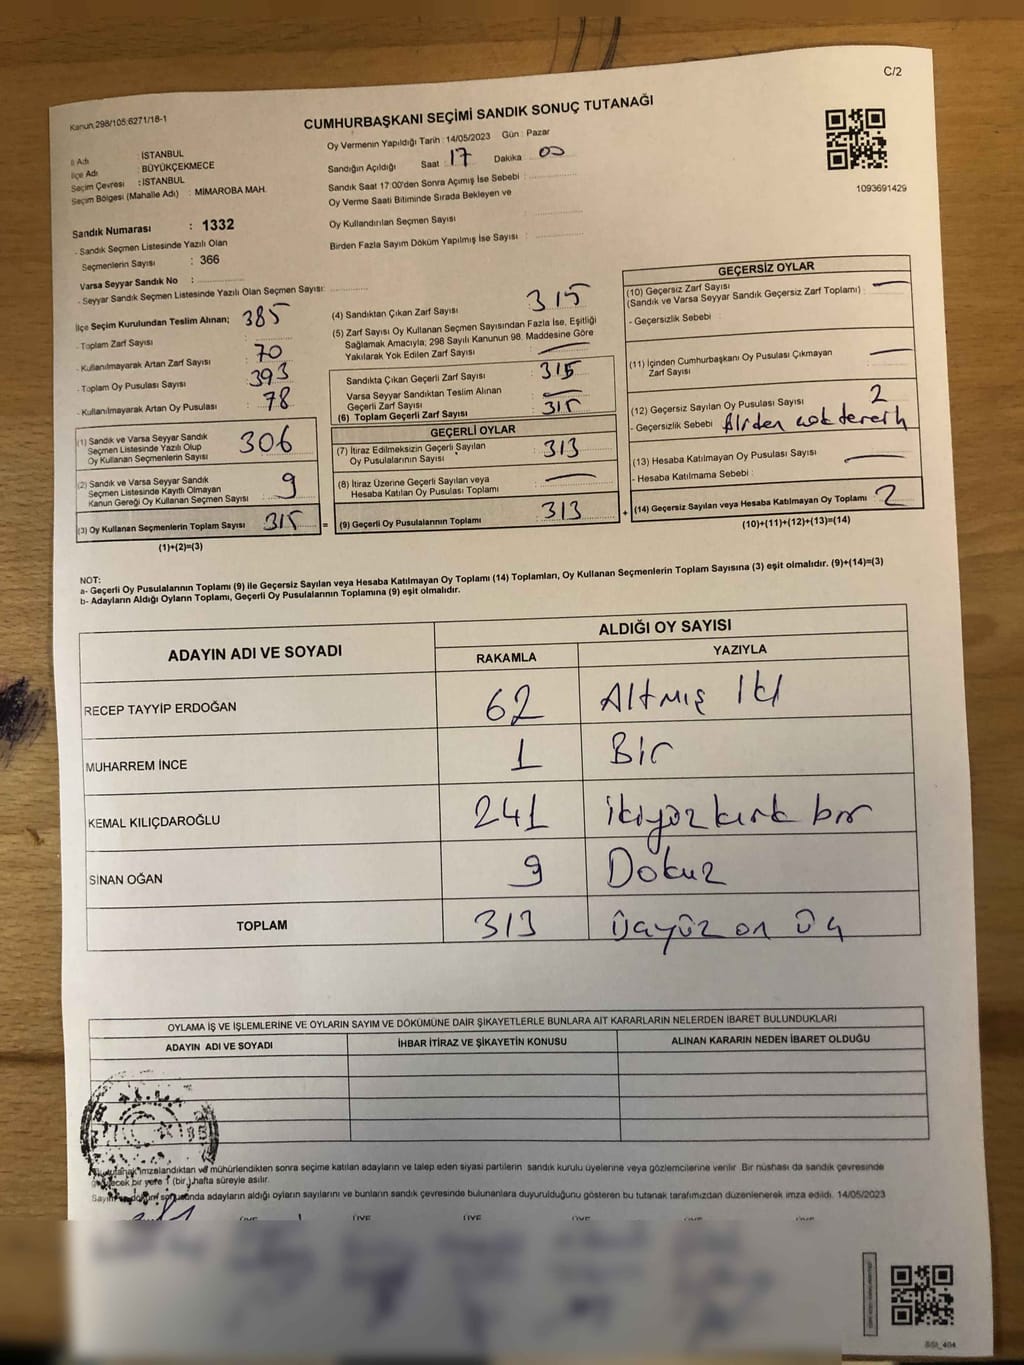 C/2
Kanun 298/105;6271/18-1
CUMHURBAŞKANI SEÇİMİ SANDIK SONUÇ TUTANAĞI
İl Adı : İSTANBUL
İlçe Adı : BÜYÜKÇEKMECE
Seçim Çevresi : İSTANBUL
Seçim Bölgesi (Mahalle Adı) : MİMAROBA MAH.
Oy Vermenin Yapıldığı Tarih : 14/05/2023 Gün : Pazar
Sandığın Açıldığı Saat : 17 Dakika : 00
Sandık Saat 17:00'den Sonra Açımış İse Sebebi :
Oy Verme Saati Bitiminde Sırada Bekleyen ve
Oy Kullandırılan Seçmen Sayısı :
Birden Fazla Sayım Döküm Yapılmış İse Sayısı :
1093691429
Sandık Numarası : 1332
- Sandık Seçmen Listesinde Yazılı Olan
Seçmenlerin Sayısı : 366
Varsa Seyyar Sandık No :
- Seyyar Sandık Seçmen Listesinde Yazılı Olan Seçmen Sayısı:
İlçe Seçim Kurulundan Teslim Alınan; 385
- Toplam Zarf Sayısı :
- Kullanılmayarak Artan Zarf Sayısı : 70
- Toplam Oy Pusulası Sayısı : 393
- Kullanılmayarak Artan Oy Pusulası : 78
(1) Sandık ve Varsa Seyyar Sandık
Seçmen Listesinde Yazılı Olup
Oy Kullanan Seçmenlerin Sayısı : 306
(2) Sandık ve Varsa Seyyar Sandık
Seçmen Listesinde Kayıtlı Olmayan
Kanun Gereği Oy Kullanan Seçmen Sayısı : 9
(3) Oy Kullanan Seçmenlerin Toplam Sayısı : 315
(1)+(2)=(3)
(4) Sandıktan Çıkan Zarf Sayısı : 315
(5) Zarf Sayısı Oy Kullanan Seçmen Sayısından Fazla İse, Eşitliği
Sağlamak Amacıyla; 298 Sayılı Kanunun 98. Maddesine Göre
Yakılarak Yok Edilen Zarf Sayısı : —
Sandıkta Çıkan Geçerli Zarf Sayısı : 315
Varsa Seyyar Sandıktan Teslim Alınan
Geçerli Zarf Sayısı : —
(6) Toplam Geçerli Zarf Sayısı : 315
GEÇERLİ OYLAR
(7) İtiraz Edilmeksizin Geçerli Sayılan
Oy Pusulalarının Sayısı : 313
(8) İtiraz Üzerine Geçerli Sayılan veya
Hesaba Katılan Oy Pusulası Toplamı : —
= (9) Geçerli Oy Pusulalarının Toplamı : 313
GEÇERSİZ OYLAR
(10) Geçersiz Zarf Sayısı
(Sandık ve Varsa Seyyar Sandık Geçersiz Zarf Toplamı) : —
- Geçersizlik Sebebi :
(11) İçinden Cumhurbaşkanı Oy Pusulası Çıkmayan
Zarf Sayısı : —
(12) Geçersiz Sayılan Oy Pusulası Sayısı : 2
- Geçersizlik Sebebi : Birden çok tercih
(13) Hesaba Katılmayan Oy Pusulası Sayısı : —
- Hesaba Katılmama Sebebi :
+ (14) Geçersiz Sayılan veya Hesaba Katılmayan Oy Toplamı : 2
(10)+(11)+(12)+(13)=(14)
NOT:
a- Geçerli Oy Pusulalarının Toplamı (9) ile Geçersiz Sayılan veya Hesaba Katılmayan Oy Toplamı (14) Toplamları, Oy Kullanan Seçmenlerin Toplam Sayısına (3) eşit olmalıdır. (9)+(14)=(3)
b- Adayların Aldığı Oyların Toplamı, Geçerli Oy Pusulalarının Toplamına (9) eşit olmalıdır.
ADAYIN ADI VE SOYADI
ALDIĞI OY SAYISI
RAKAMLA YAZIYLA
RECEP TAYYİP ERDOĞAN 62 Altmış İki
MUHARREM İNCE 1 Bir
KEMAL KILIÇDAROĞLU 241 ikiyüz kırk bir
SİNAN OĞAN 9 Dokuz
TOPLAM 313 Üçyüz on üç
OYLAMA İŞ VE İŞLEMLERİNE VE OYLARIN SAYIM VE DÖKÜMÜNE DAİR ŞİKAYETLERLE BUNLARA AİT KARARLARIN NELERDEN İBARET BULUNDUKLARI
ADAYIN ADI VE SOYADI İHBAR İTİRAZ VE ŞİKAYETİN KONUSU ALINAN KARARIN NEDEN İBARET OLDUĞU
Bu tutanak imzalandıktan ve mühürlendikten sonra seçime katılan adayların ve talep eden siyasi partilerin sandık kurulu üyelerine veya gözlemcilerine verilir. Bir nüshası da sandık çevresinde
görülecek bir yere 1 (bir) hafta süreyle asılır.
Sayım ve döküm sonucunda adayların aldığı oyların sayılarını ve bunların sandık çevresinde bulunanlara duyurulduğunu gösteren bu tutanak tarafımızdan düzenlenerek imza edildi. 14/05/2023
ÜYE ÜYE ÜYE ÜYE ÜYE ÜYE